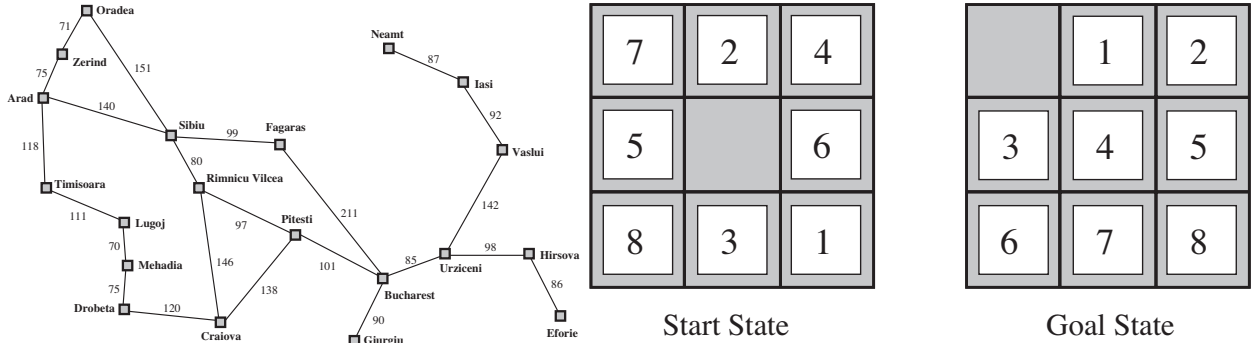 Oradea
71
Zerind
75
151
Arad
140
118
Sibiu
99
Fagaras
80
Timisoara
Rimnicu Vilcea
111
Lugoj
97
Pitesti
211
70
Mehadia
146
101
75
138
Drobeta
120
Craiova
Neamt
87
Iasi
92
Vaslui
142
85
98
Hirsova
Urziceni
86
Bucharest
90
Giurgiu
Eforie
7 2 4
5 6
8 3 1
Start State
1 2
3 4 5
6 7 8
Goal State